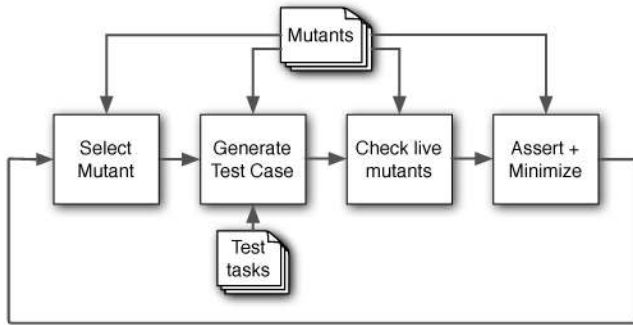 Mutants
Select
Mutant
Generate
Test Case
Check live
mutants
Assert +
Minimize
Test
tasks